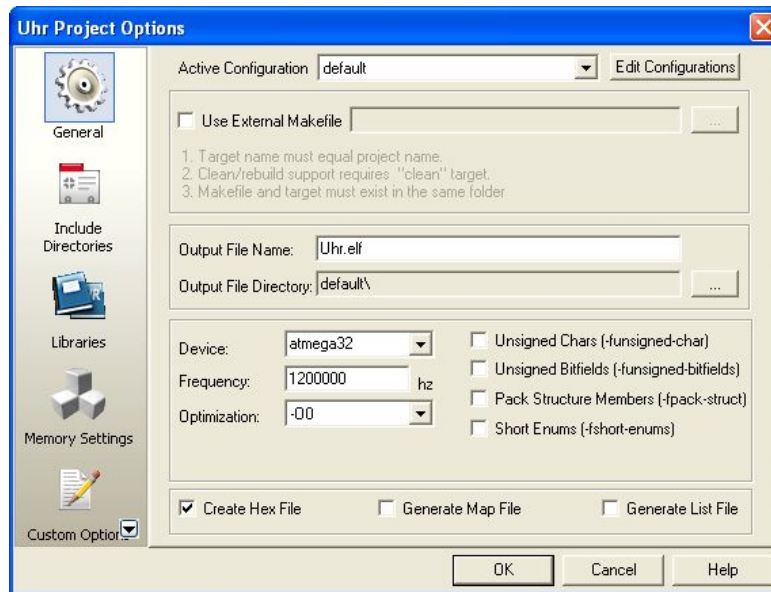 Uhr Project Options
General
Include
Directories
Libraries
Memory Settings
Custom Option
Active Configuration default Edit Configurations
Use External Makefile ...
1. Target name must equal project name.
2. Clean/rebuild support requires "clean" target.
3. Makefile and target must exist in the same folder
Output File Name: Uhr.elf
Output File Directory: default\ ...
Device: atmega32
Frequency: 1200000 hz
Optimization: -O0
Unsigned Chars (-funsigned-char)
Unsigned Bitfields (-funsigned-bitfields)
Pack Structure Members (-fpack-struct)
Short Enums (-fshort-enums)
Create Hex File Generate Map File Generate List File
OK Cancel Help